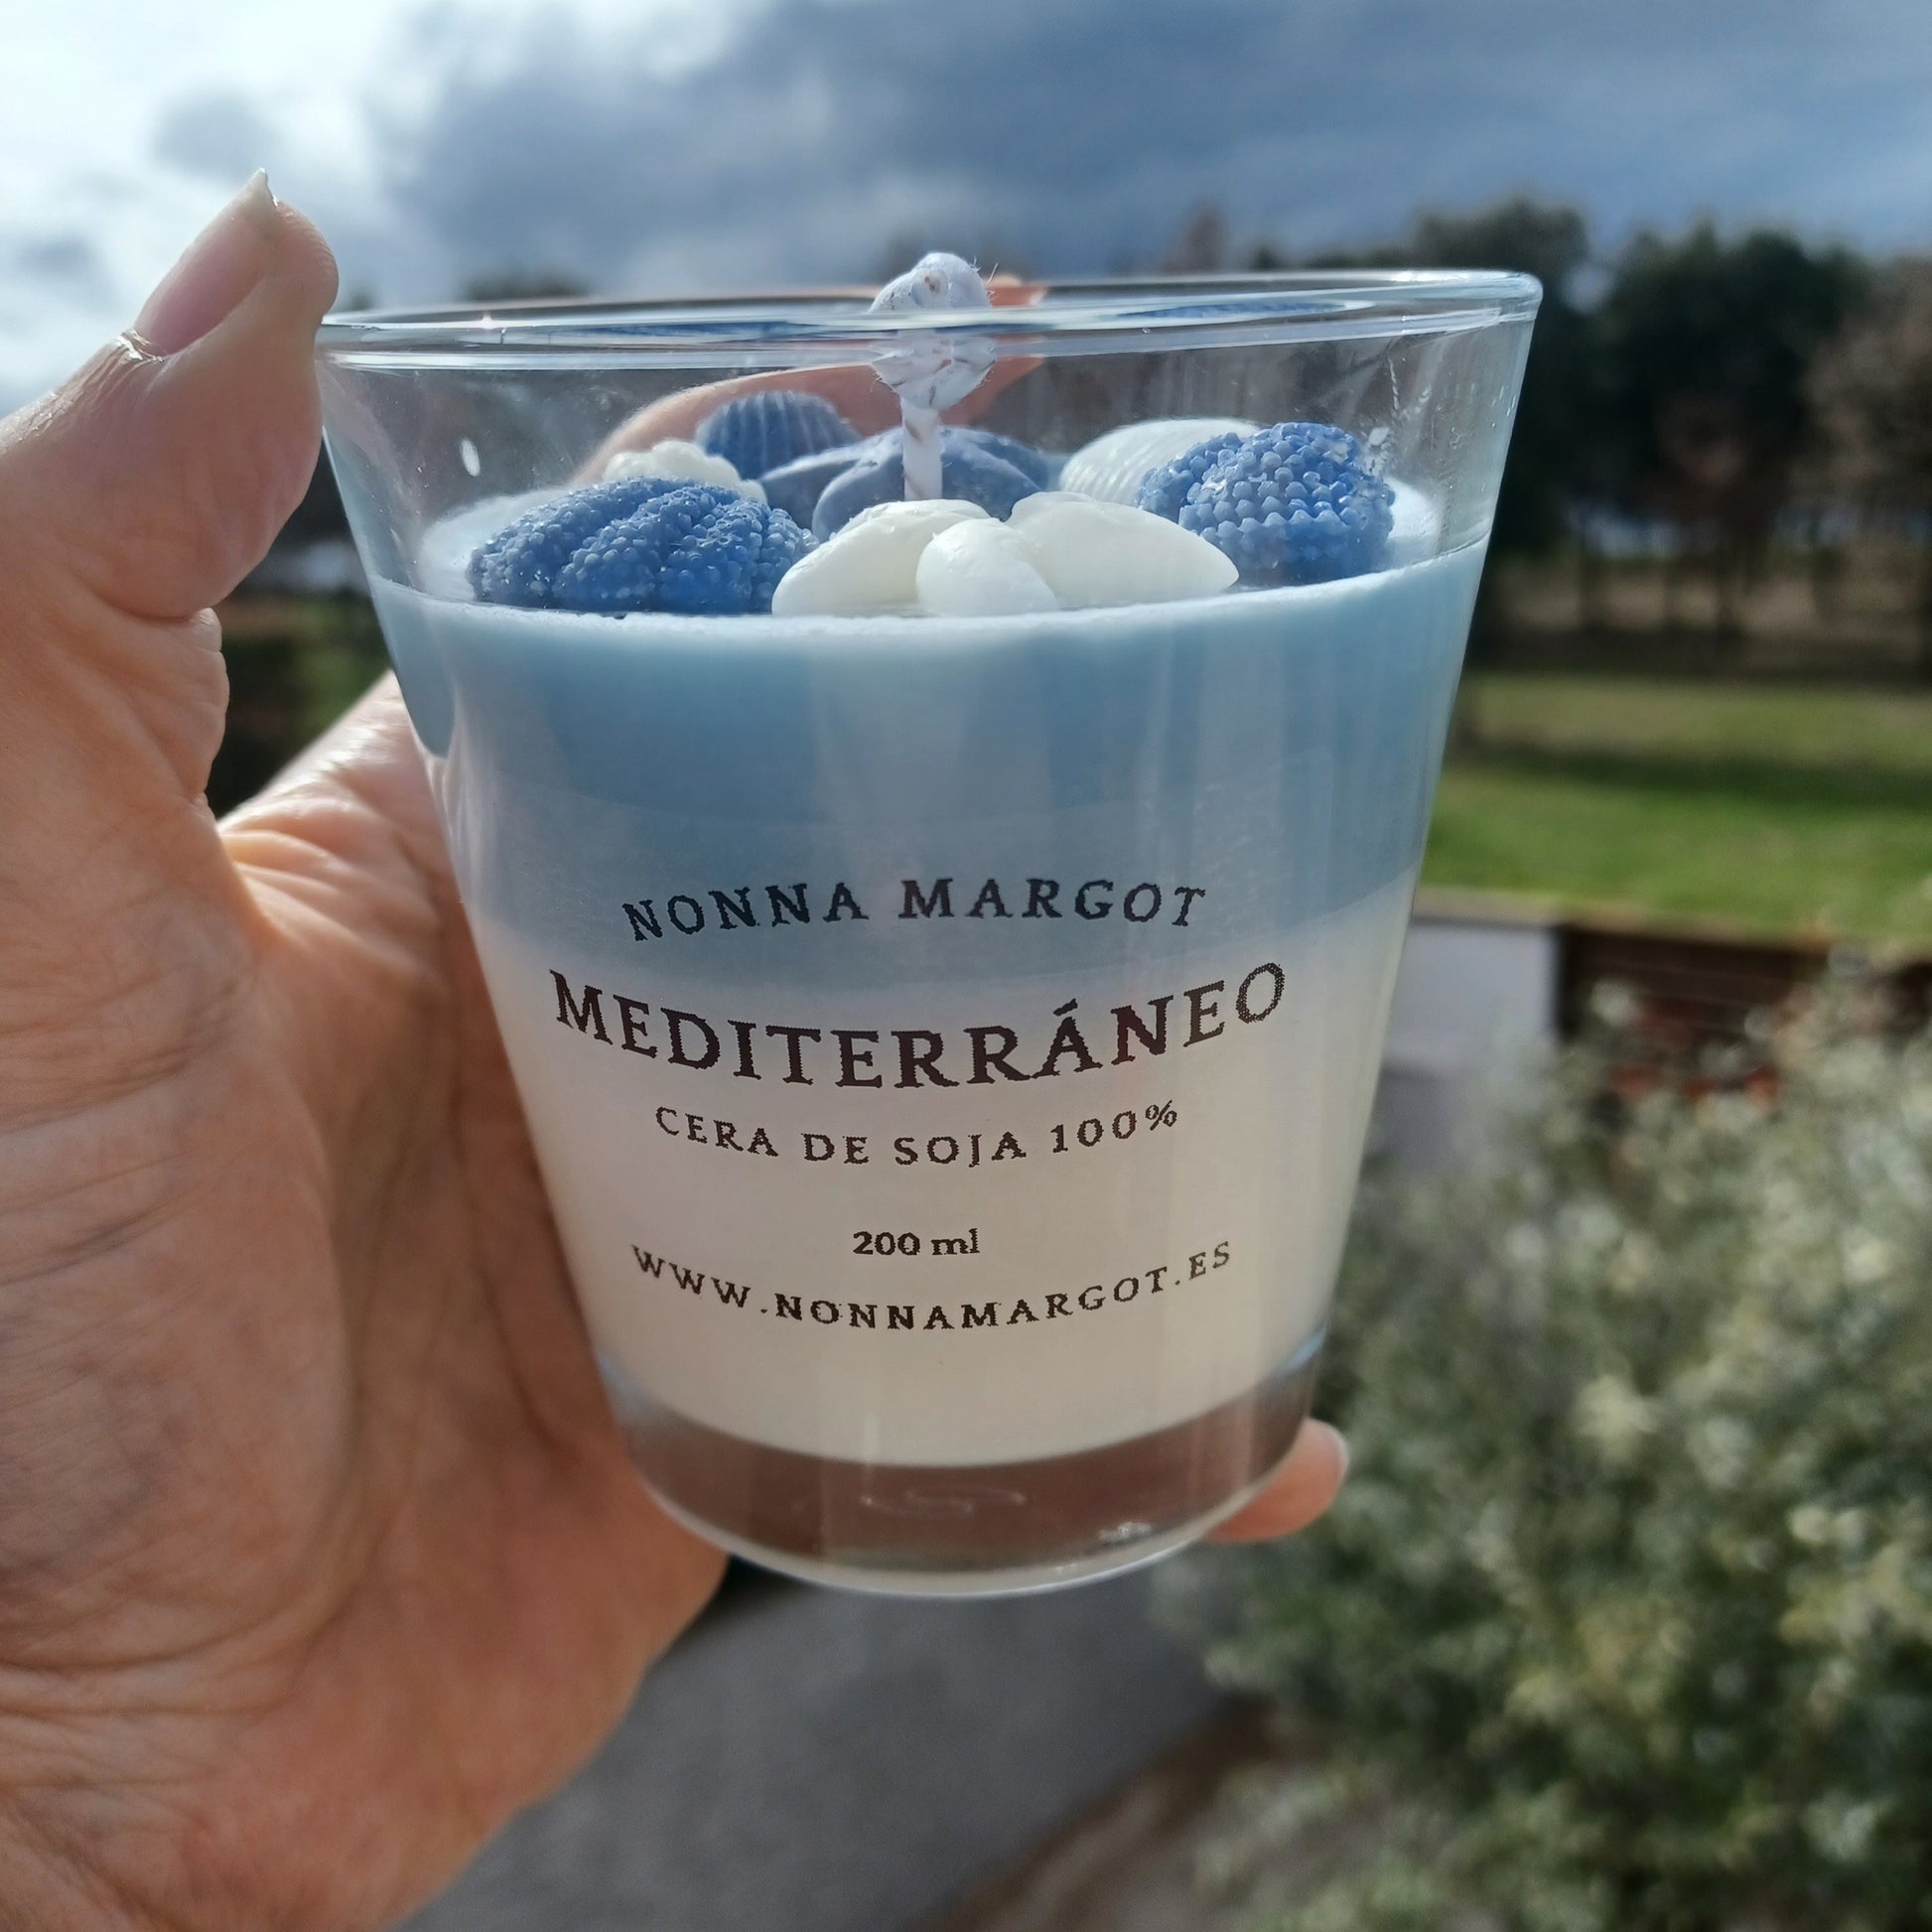 NONNA MARGOT
MEDITERRÁNEO
CERA DE SOJA 100%
200 ml
WWW.NONNAMARGOT.ES